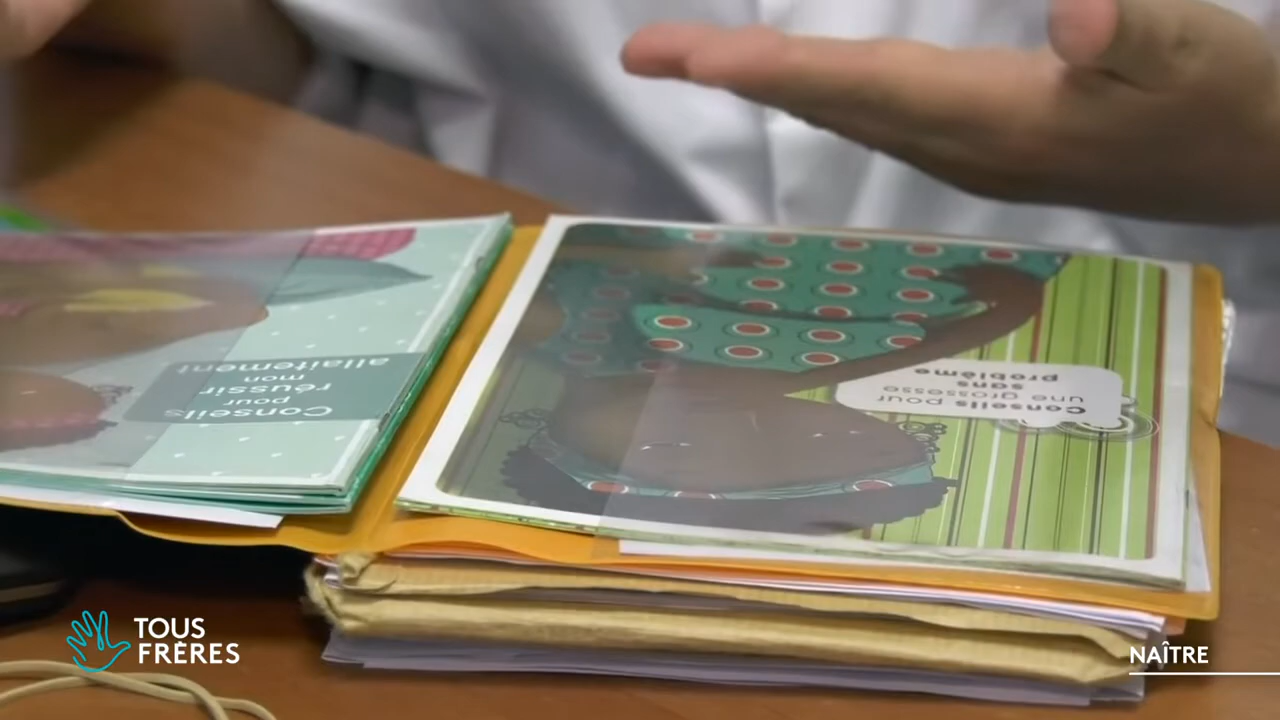 Conseils
pour
réussir
mon
allaitement
Conseils pour
une grossesse
sans
problème
TOUS
FRÈRES
NAÎTRE